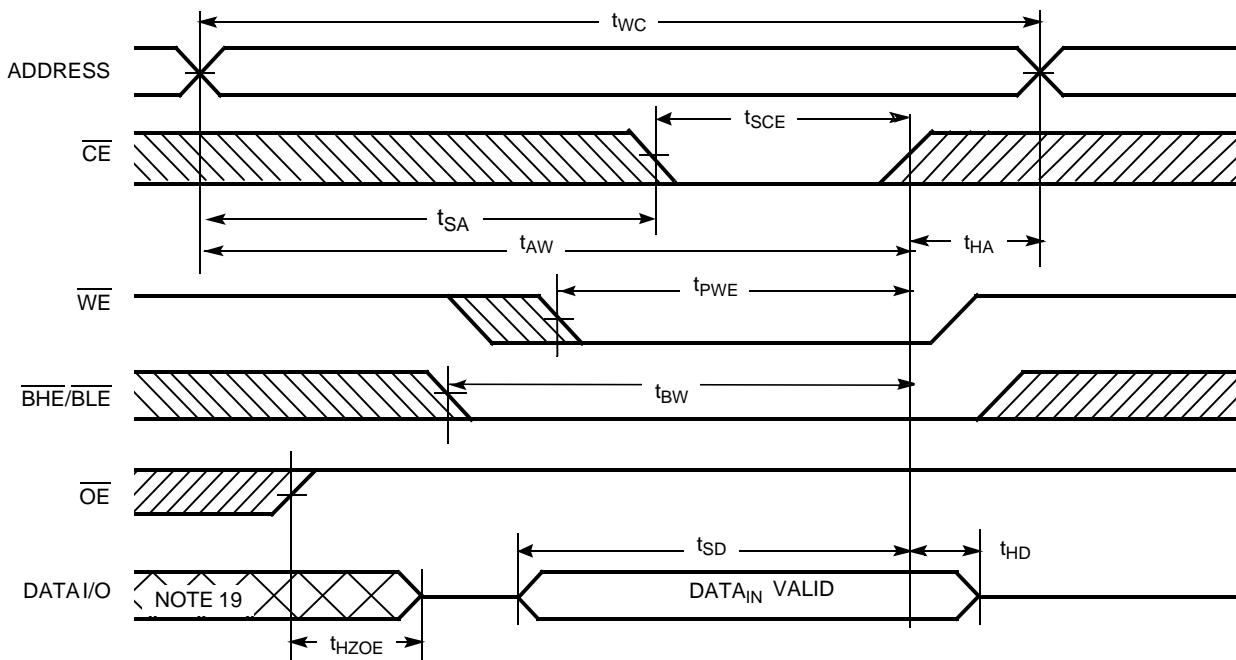 tWC
ADDRESS
tSCE
CE
tSA
tAW
tHA
WE
tPWE
BHE/BLE
tBW
OE
tSD
tHD
DATA I/O
NOTE 19
DATAIN VALID
tHZOE